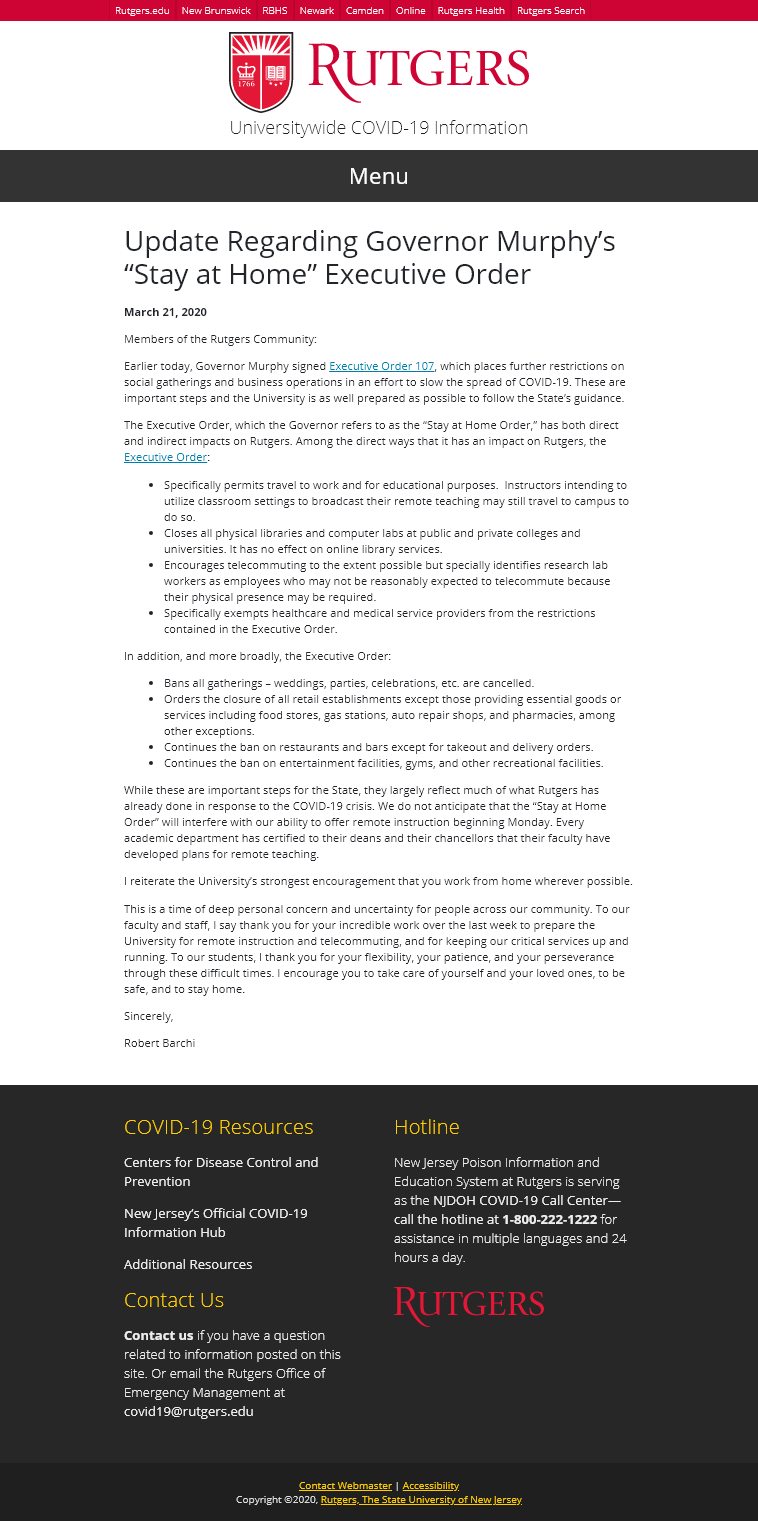 Rutgers.edu New Brunswick RBHS Newark Camden Online Rutgers Health Rutgers Search
1766
RUTGERS
Universitywide COVID-19 Information
Menu
Update Regarding Governor Murphy’s
“Stay at Home” Executive Order
March 21, 2020
Members of the Rutgers Community:
Earlier today, Governor Murphy signed Executive Order 107, which places further restrictions on
social gatherings and business operations in an effort to slow the spread of COVID-19. These are
important steps and the University is as well prepared as possible to follow the State’s guidance.
The Executive Order, which the Governor refers to as the “Stay at Home Order,” has both direct
and indirect impacts on Rutgers. Among the direct ways that it has an impact on Rutgers, the
Executive Order:
• Specifically permits travel to work and for educational purposes.  Instructors intending to
utilize classroom settings to broadcast their remote teaching may still travel to campus to
do so.
• Closes all physical libraries and computer labs at public and private colleges and
universities. It has no effect on online library services.
• Encourages telecommuting to the extent possible but specially identifies research lab
workers as employees who may not be reasonably expected to telecommute because
their physical presence may be required.
• Specifically exempts healthcare and medical service providers from the restrictions
contained in the Executive Order.
In addition, and more broadly, the Executive Order:
• Bans all gatherings – weddings, parties, celebrations, etc. are cancelled.
• Orders the closure of all retail establishments except those providing essential goods or
services including food stores, gas stations, auto repair shops, and pharmacies, among
other exceptions.
• Continues the ban on restaurants and bars except for takeout and delivery orders.
• Continues the ban on entertainment facilities, gyms, and other recreational facilities.
While these are important steps for the State, they largely reflect much of what Rutgers has
already done in response to the COVID-19 crisis. We do not anticipate that the “Stay at Home
Order” will interfere with our ability to offer remote instruction beginning Monday. Every
academic department has certified to their deans and their chancellors that their faculty have
developed plans for remote teaching.
I reiterate the University’s strongest encouragement that you work from home wherever possible.
This is a time of deep personal concern and uncertainty for people across our community. To our
faculty and staff, I say thank you for your incredible work over the last week to prepare the
University for remote instruction and telecommuting, and for keeping our critical services up and
running. To our students, I thank you for your flexibility, your patience, and your perseverance
through these difficult times. I encourage you to take care of yourself and your loved ones, to be
safe, and to stay home.
Sincerely,
Robert Barchi
COVID-19 Resources
Centers for Disease Control and
Prevention
New Jersey’s Official COVID-19
Information Hub
Additional Resources
Contact Us
Contact us if you have a question
related to information posted on this
site. Or email the Rutgers Office of
Emergency Management at
covid19@rutgers.edu
Hotline
New Jersey Poison Information and
Education System at Rutgers is serving
as the NJDOH COVID-19 Call Center—
call the hotline at 1-800-222-1222 for
assistance in multiple languages and 24
hours a day.
RUTGERS
Contact Webmaster | Accessibility
Copyright ©2020, Rutgers, The State University of New Jersey